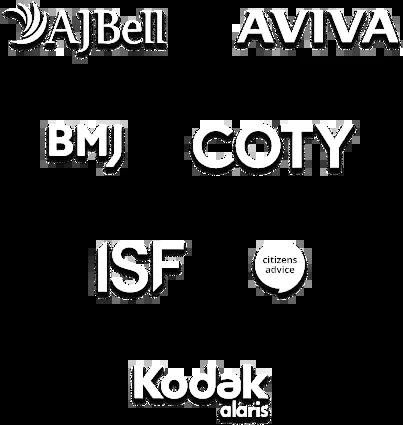 AJBell
AVIVA
BMJ
COTY
ISF
citizens
advice
Kodak
alaris